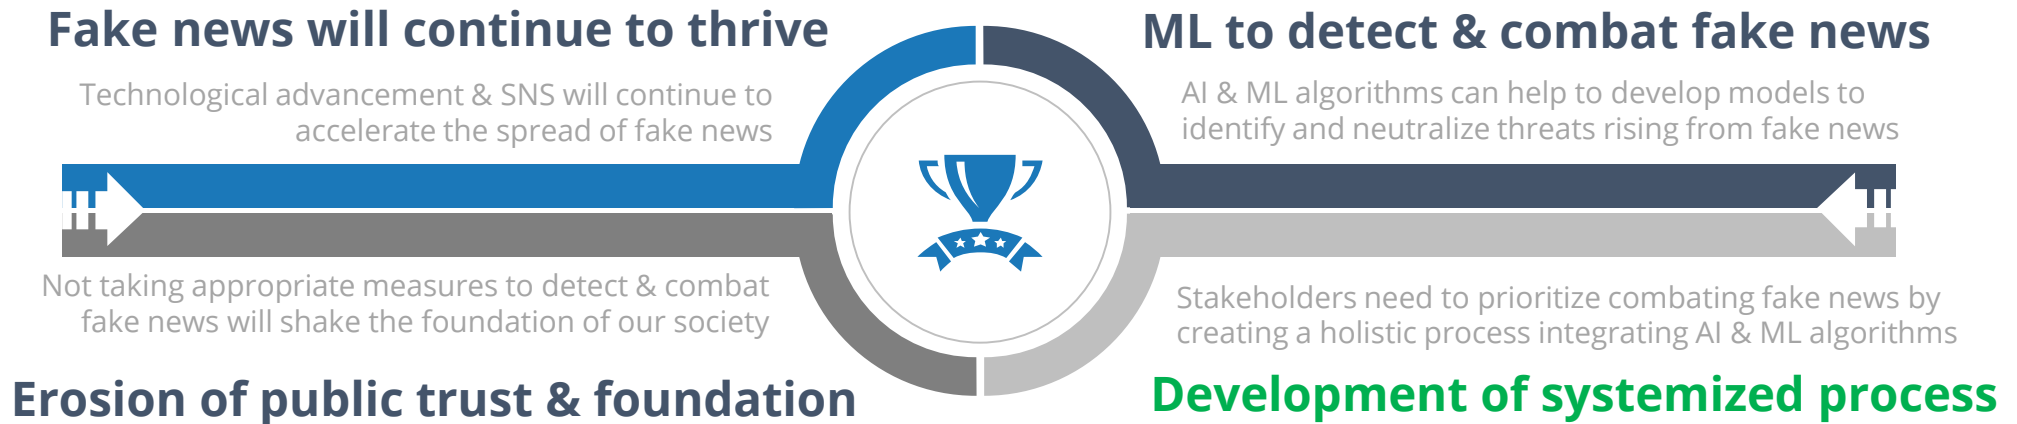 Fake news will continue to thrive
Technological advancement & SNS will continue to
accelerate the spread of fake news
ML to detect & combat fake news
AI & ML algorithms can help to develop models to
identify and neutralize threats rising from fake news
Not taking appropriate measures to detect & combat
fake news will shake the foundation of our society
Erosion of public trust & foundation
Stakeholders need to prioritize combating fake news by
creating a holistic process integrating AI & ML algorithms
Development of systemized process